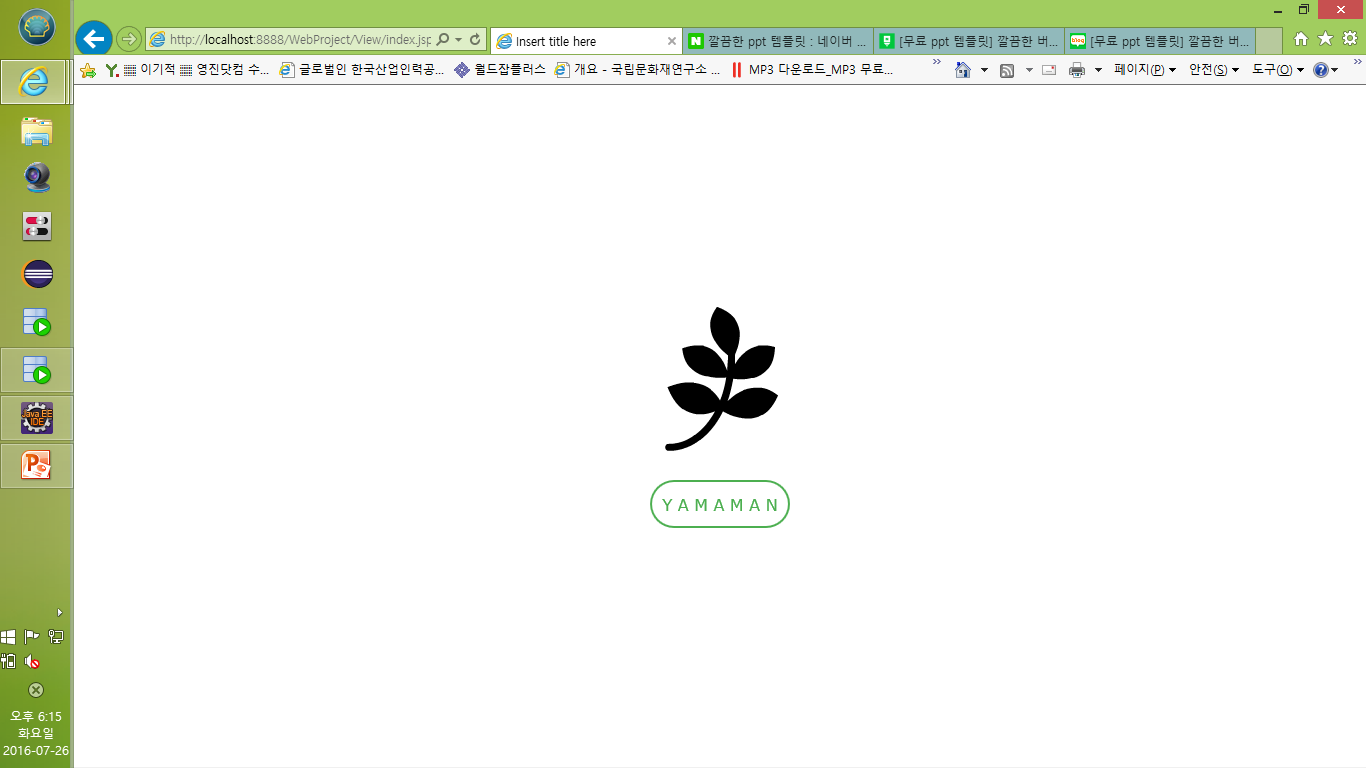 http://localhost:8888/WebProject/View/index.jsp
Insert title here
깔끔한 ppt 템플릿 : 네이버 ...
[무료 ppt 템플릿] 깔끔한 버...
[무료 ppt 템플릿] 깔끔한 버...
이기적
영진닷컴 수...
글로벌인 한국산업인력공...
월드잡플러스
개요 - 국립문화재연구소 ...
MP3 다운로드_MP3 무료...
페이지(P)
안전(S)
도구(O)
Java EE
IDE
YAMAMAN
오후 6:15
화요일
2016-07-26